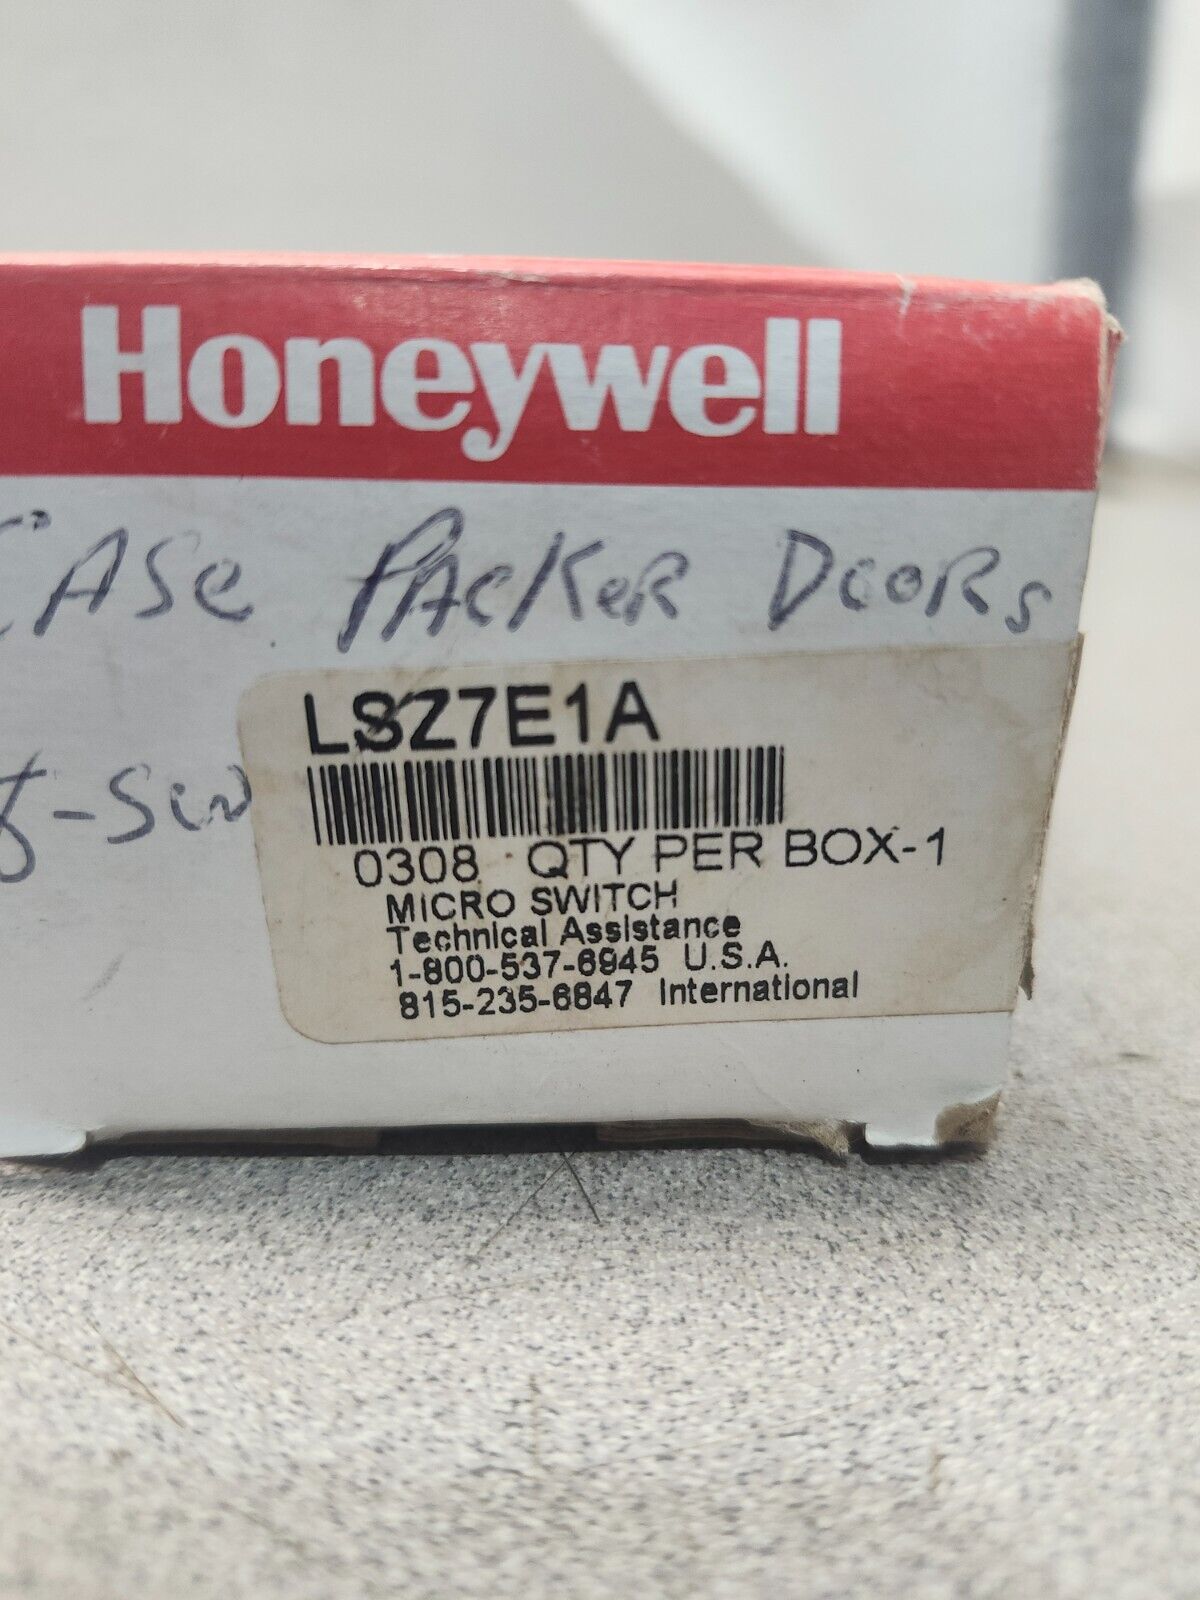 Honeywell
CASe PACKeR DooRs
LSZ7E1A
0308 QTY PER BOX-1
MICRO SWITCH
Technical Assistance
1-800-537-6945 U.S.A.
815-235-6847 International